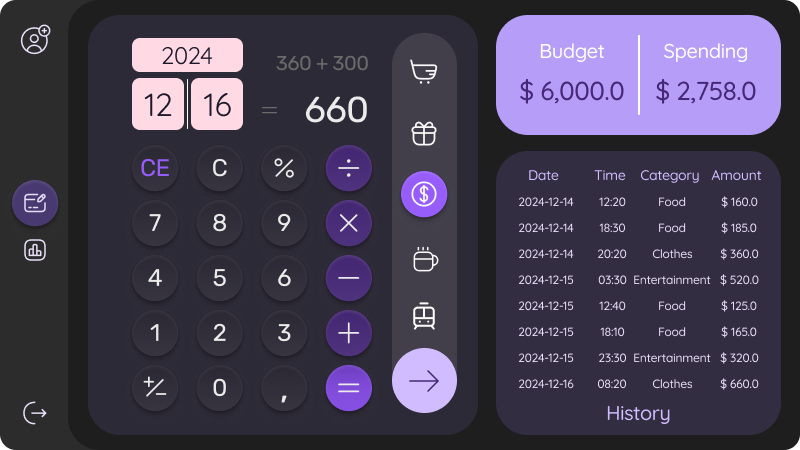 2024
12 16
360 + 300
= 660
CE C % ÷
7 8 9 ×
4 5 6 −
1 2 3 +
+/− 0 , =
$
Budget Spending
$ 6,000.0 $ 2,758.0
Date Time Category Amount
2024-12-14 12:20 Food $ 160.0
2024-12-14 18:30 Food $ 185.0
2024-12-14 20:20 Clothes $ 360.0
2024-12-15 03:30 Entertainment $ 520.0
2024-12-15 12:40 Food $ 125.0
2024-12-15 18:10 Food $ 165.0
2024-12-15 23:30 Entertainment $ 320.0
2024-12-16 08:20 Clothes $ 660.0
History